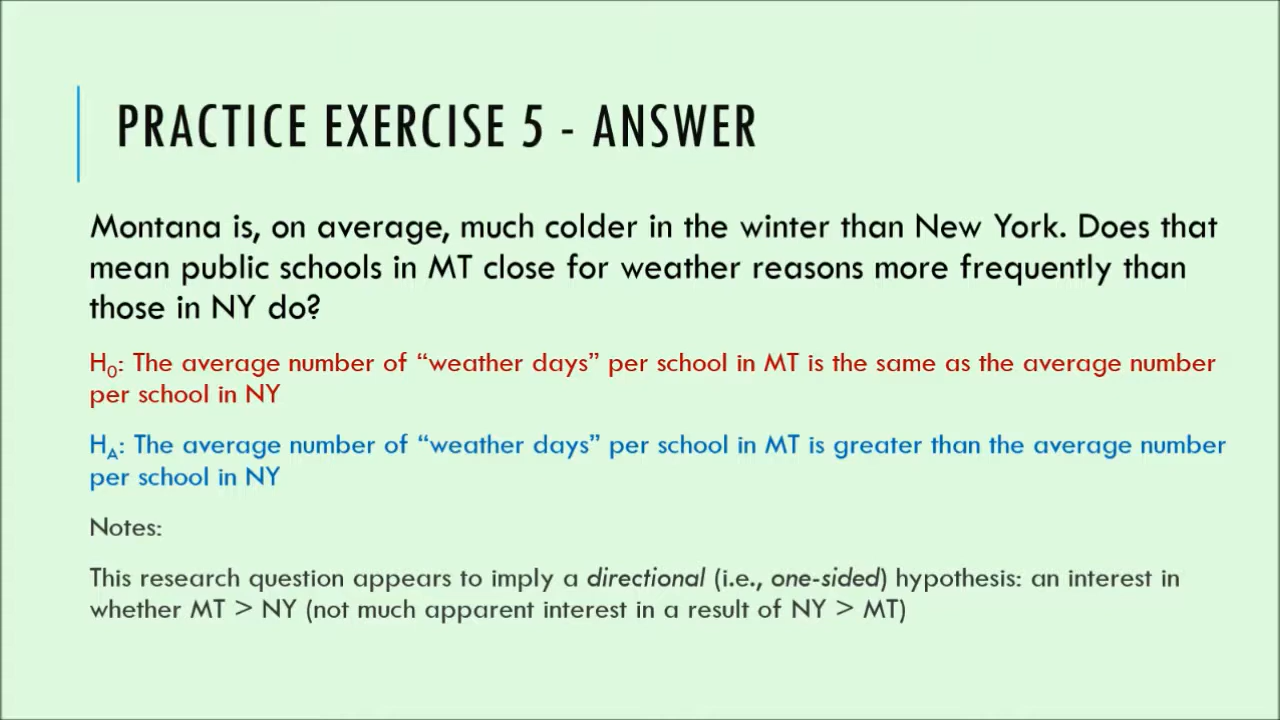 PRACTICE EXERCISE 5 - ANSWER
Montana is, on average, much colder in the winter than New York. Does that
mean public schools in MT close for weather reasons more frequently than
those in NY do?
H0: The average number of “weather days” per school in MT is the same as the average number
per school in NY
HA: The average number of “weather days” per school in MT is greater than the average number
per school in NY
Notes:
This research question appears to imply a directional (i.e., one-sided) hypothesis: an interest in
whether MT > NY (not much apparent interest in a result of NY > MT)